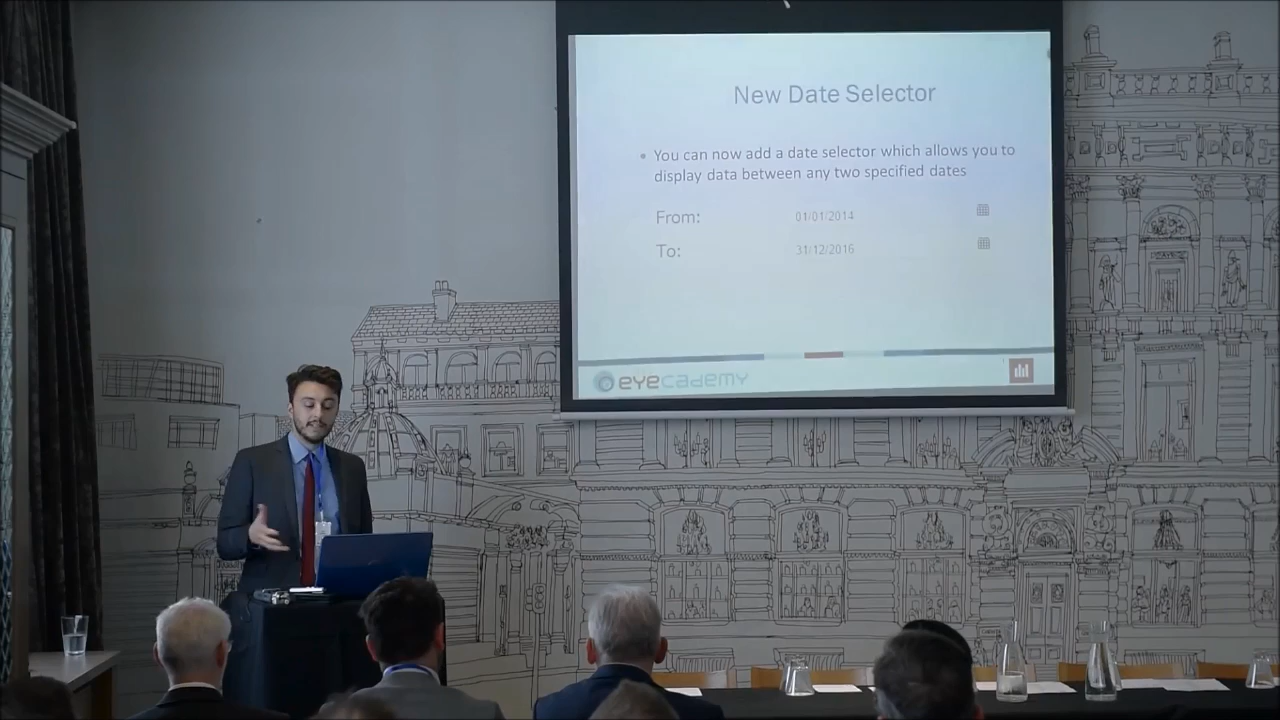 New Date Selector
• You can now add a date selector which allows you to
display data between any two specified dates
From: 01/01/2014
To: 31/12/2016
eyecademy